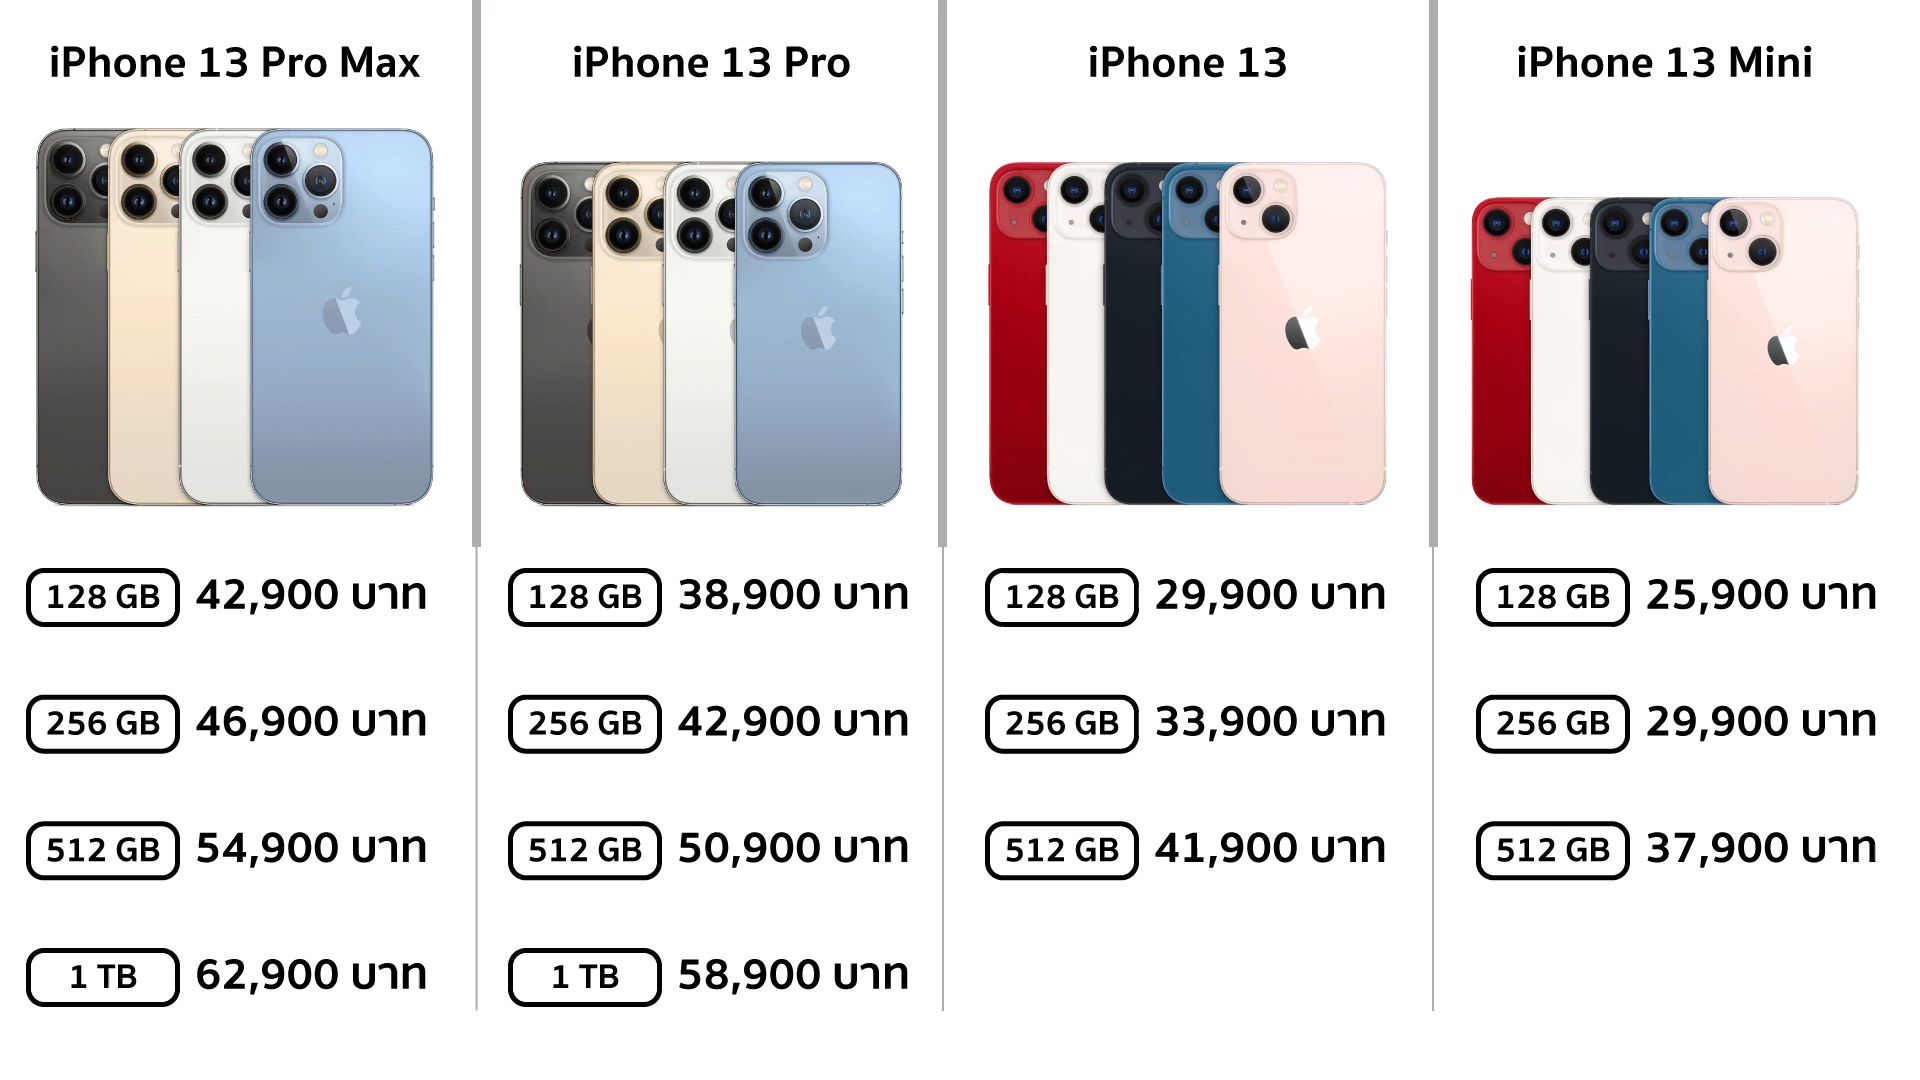 iPhone 13 Pro Max
128 GB 42,900 บาท
256 GB 46,900 บาท
512 GB 54,900 บาท
1 TB 62,900 บาท
iPhone 13 Pro
128 GB 38,900 บาท
256 GB 42,900 บาท
512 GB 50,900 บาท
1 TB 58,900 บาท
iPhone 13
128 GB 29,900 บาท
256 GB 33,900 บาท
512 GB 41,900 บาท
iPhone 13 Mini
128 GB 25,900 บาท
256 GB 29,900 บาท
512 GB 37,900 บาท